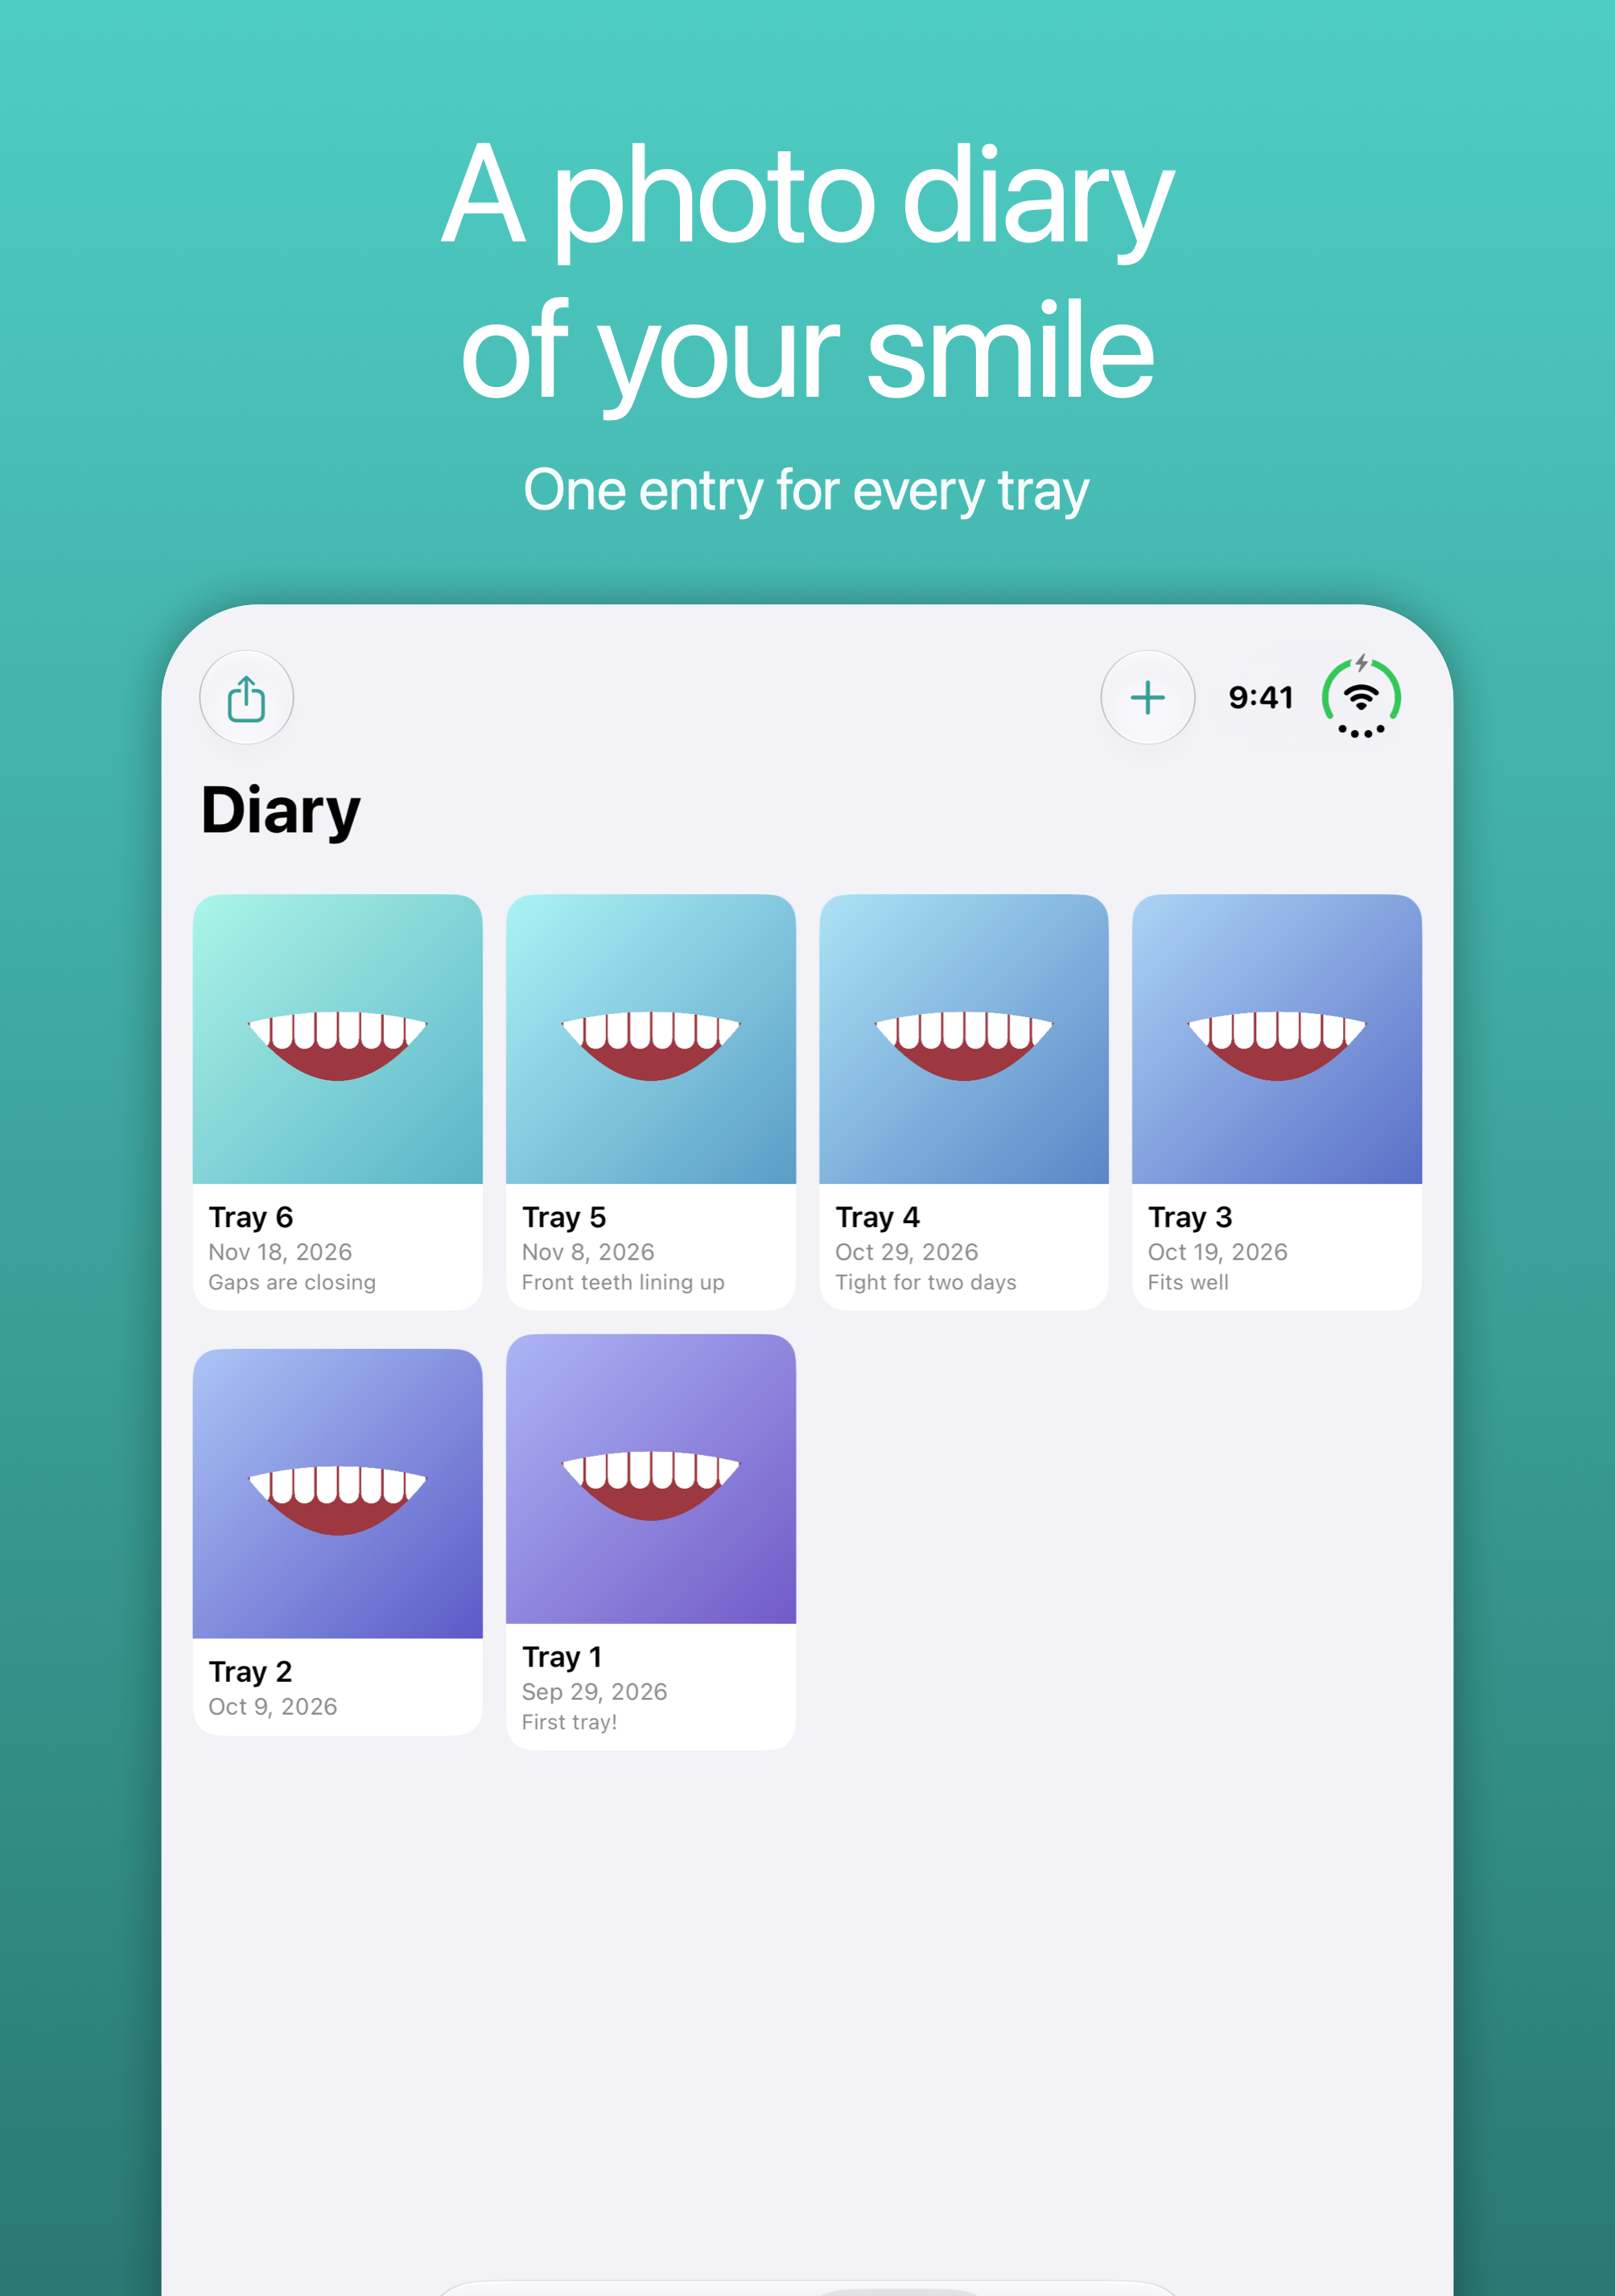 A photo diary
of your smile
One entry for every tray
9:41
Diary
Tray 6
Nov 18, 2026
Gaps are closing
Tray 5
Nov 8, 2026
Front teeth lining up
Tray 4
Oct 29, 2026
Tight for two days
Tray 3
Oct 19, 2026
Fits well
Tray 2
Oct 9, 2026
Tray 1
Sep 29, 2026
First tray!